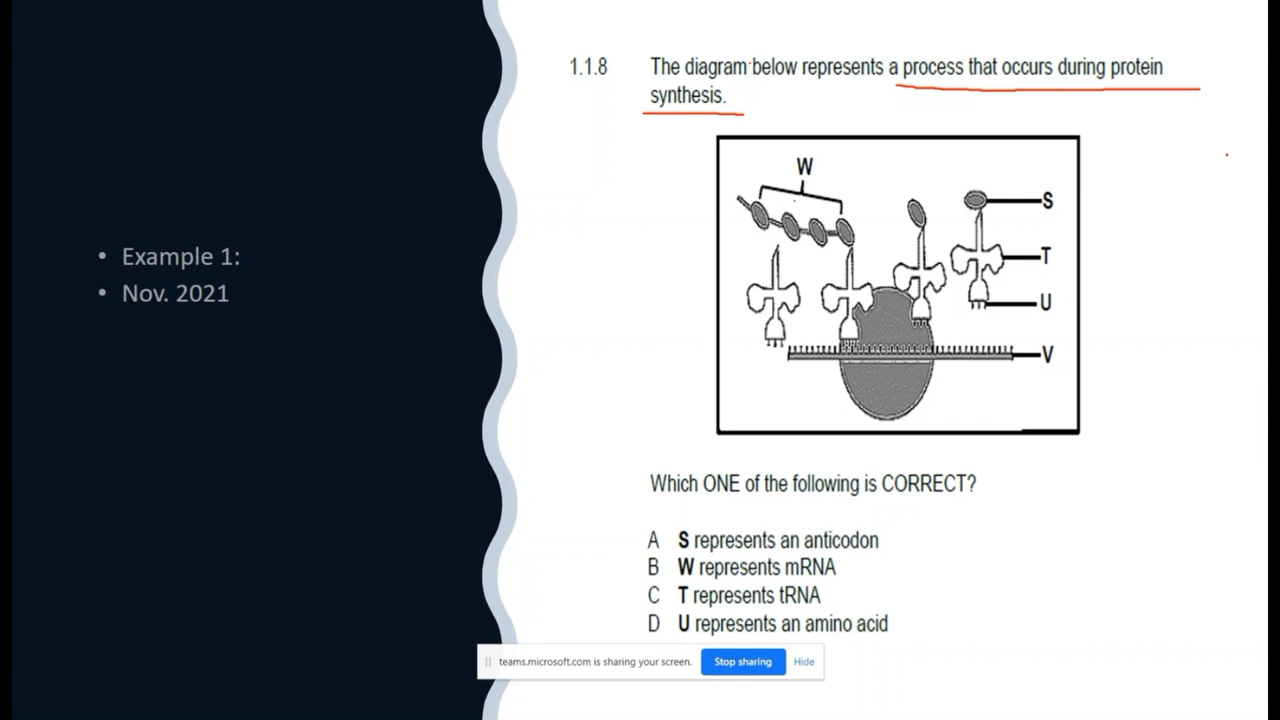 • Example 1:
• Nov. 2021
1.1.8 The diagram below represents a process that occurs during protein
synthesis.
W
S
T
U
V
Which ONE of the following is CORRECT?
A S represents an anticodon
B W represents mRNA
C T represents tRNA
D U represents an amino acid
teams.microsoft.com is sharing your screen. Stop sharing Hide